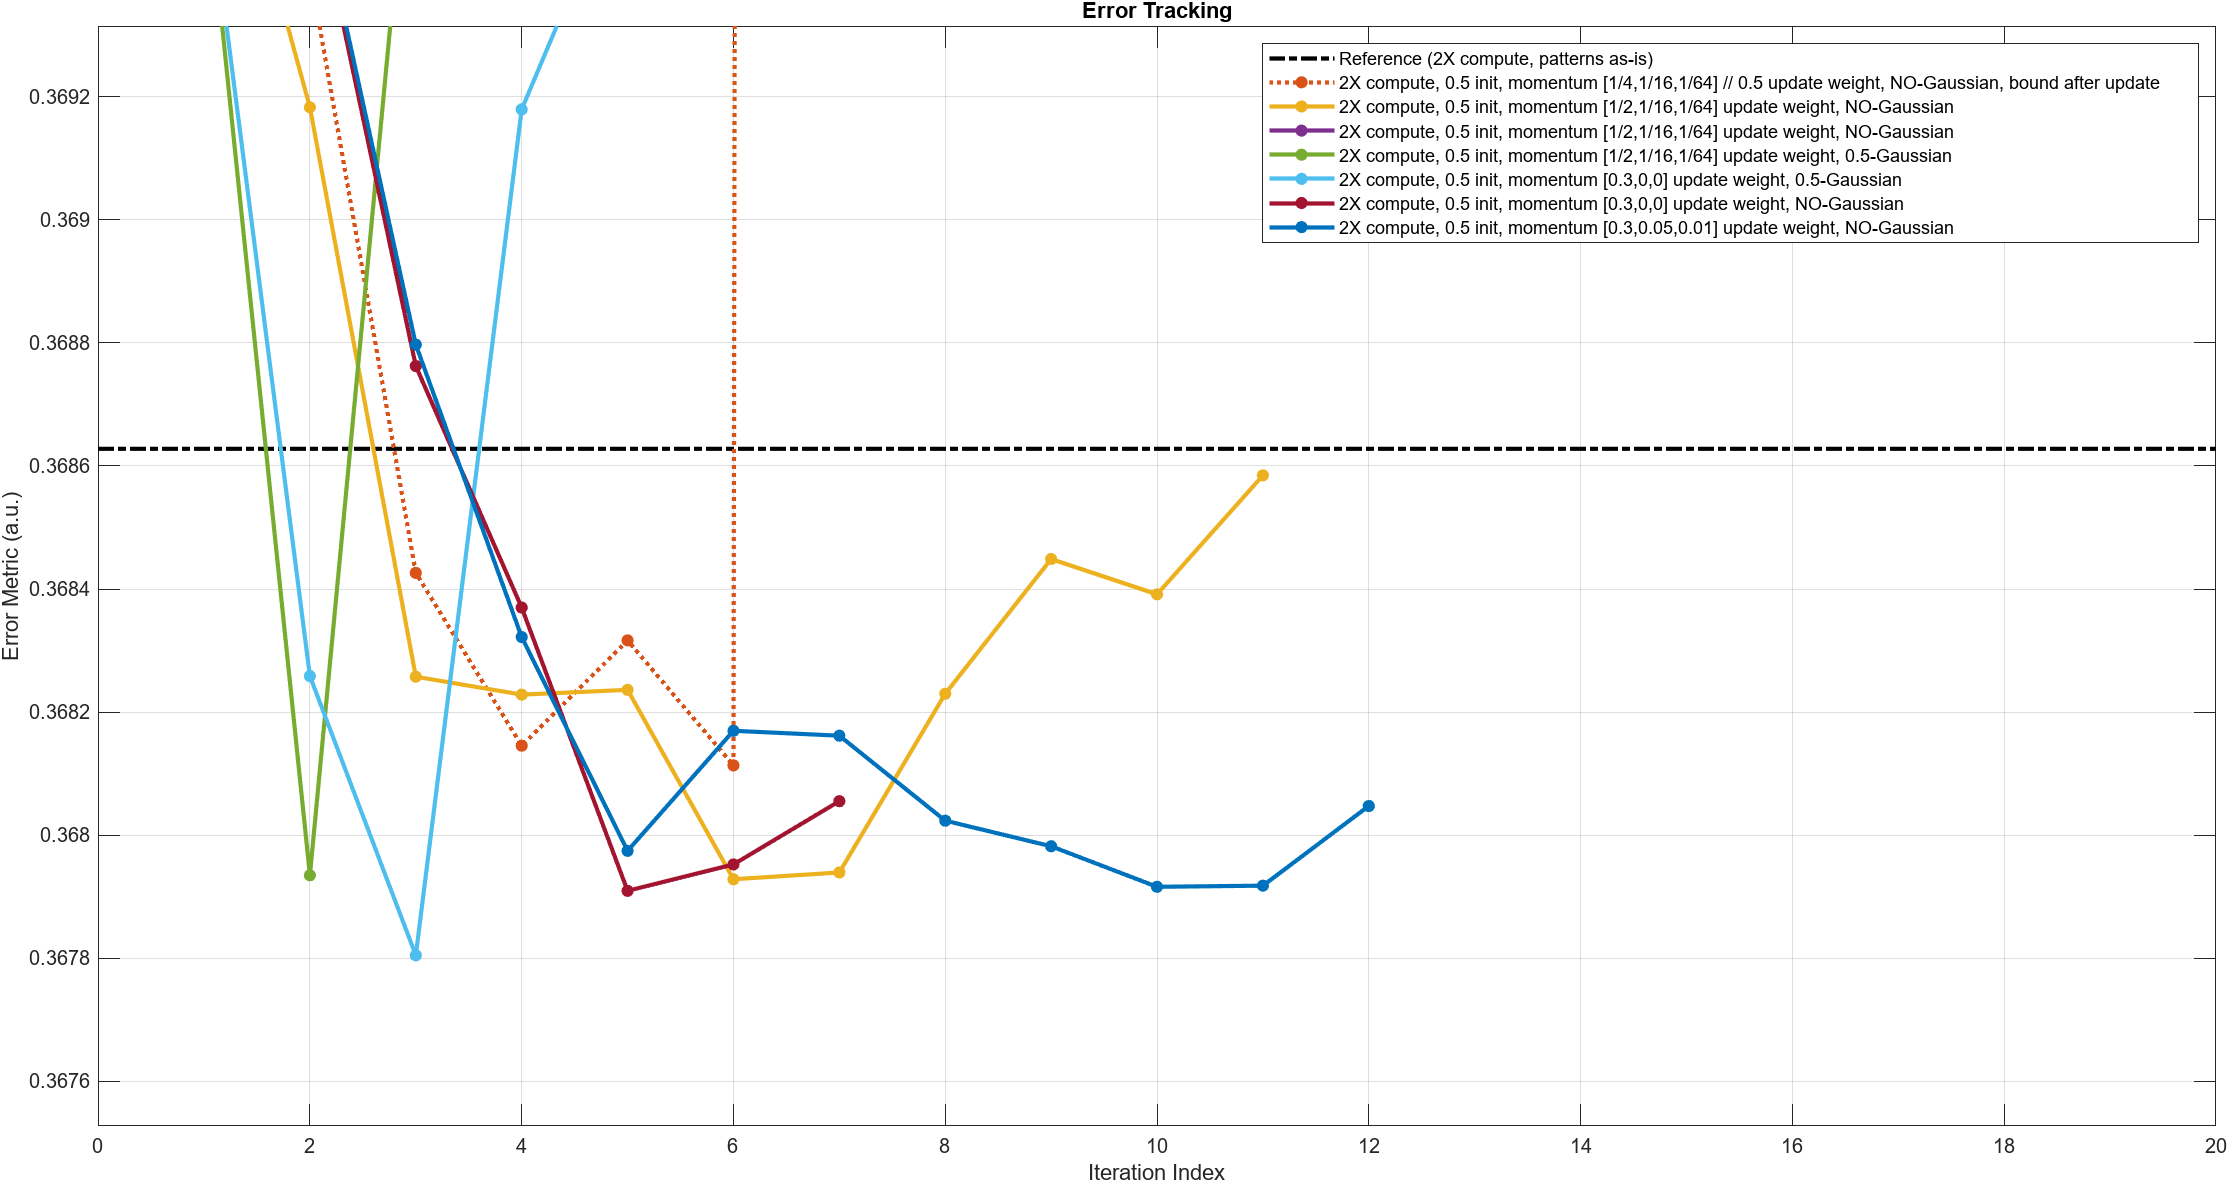 Error Tracking
Reference (2X compute, patterns as-is)
2X compute, 0.5 init, momentum [1/4,1/16,1/64] // 0.5 update weight, NO-Gaussian, bound after update
2X compute, 0.5 init, momentum [1/2,1/16,1/64] update weight, NO-Gaussian
2X compute, 0.5 init, momentum [1/2,1/16,1/64] update weight, NO-Gaussian
2X compute, 0.5 init, momentum [1/2,1/16,1/64] update weight, 0.5-Gaussian
2X compute, 0.5 init, momentum [0.3,0,0] update weight, 0.5-Gaussian
2X compute, 0.5 init, momentum [0.3,0,0] update weight, NO-Gaussian
2X compute, 0.5 init, momentum [0.3,0.05,0.01] update weight, NO-Gaussian
Error Metric (a.u.)
0.3692
0.369
0.3688
0.3686
0.3684
0.3682
0.368
0.3678
0.3676
0 2 4 6 8 10 12 14 16 18 20
Iteration Index